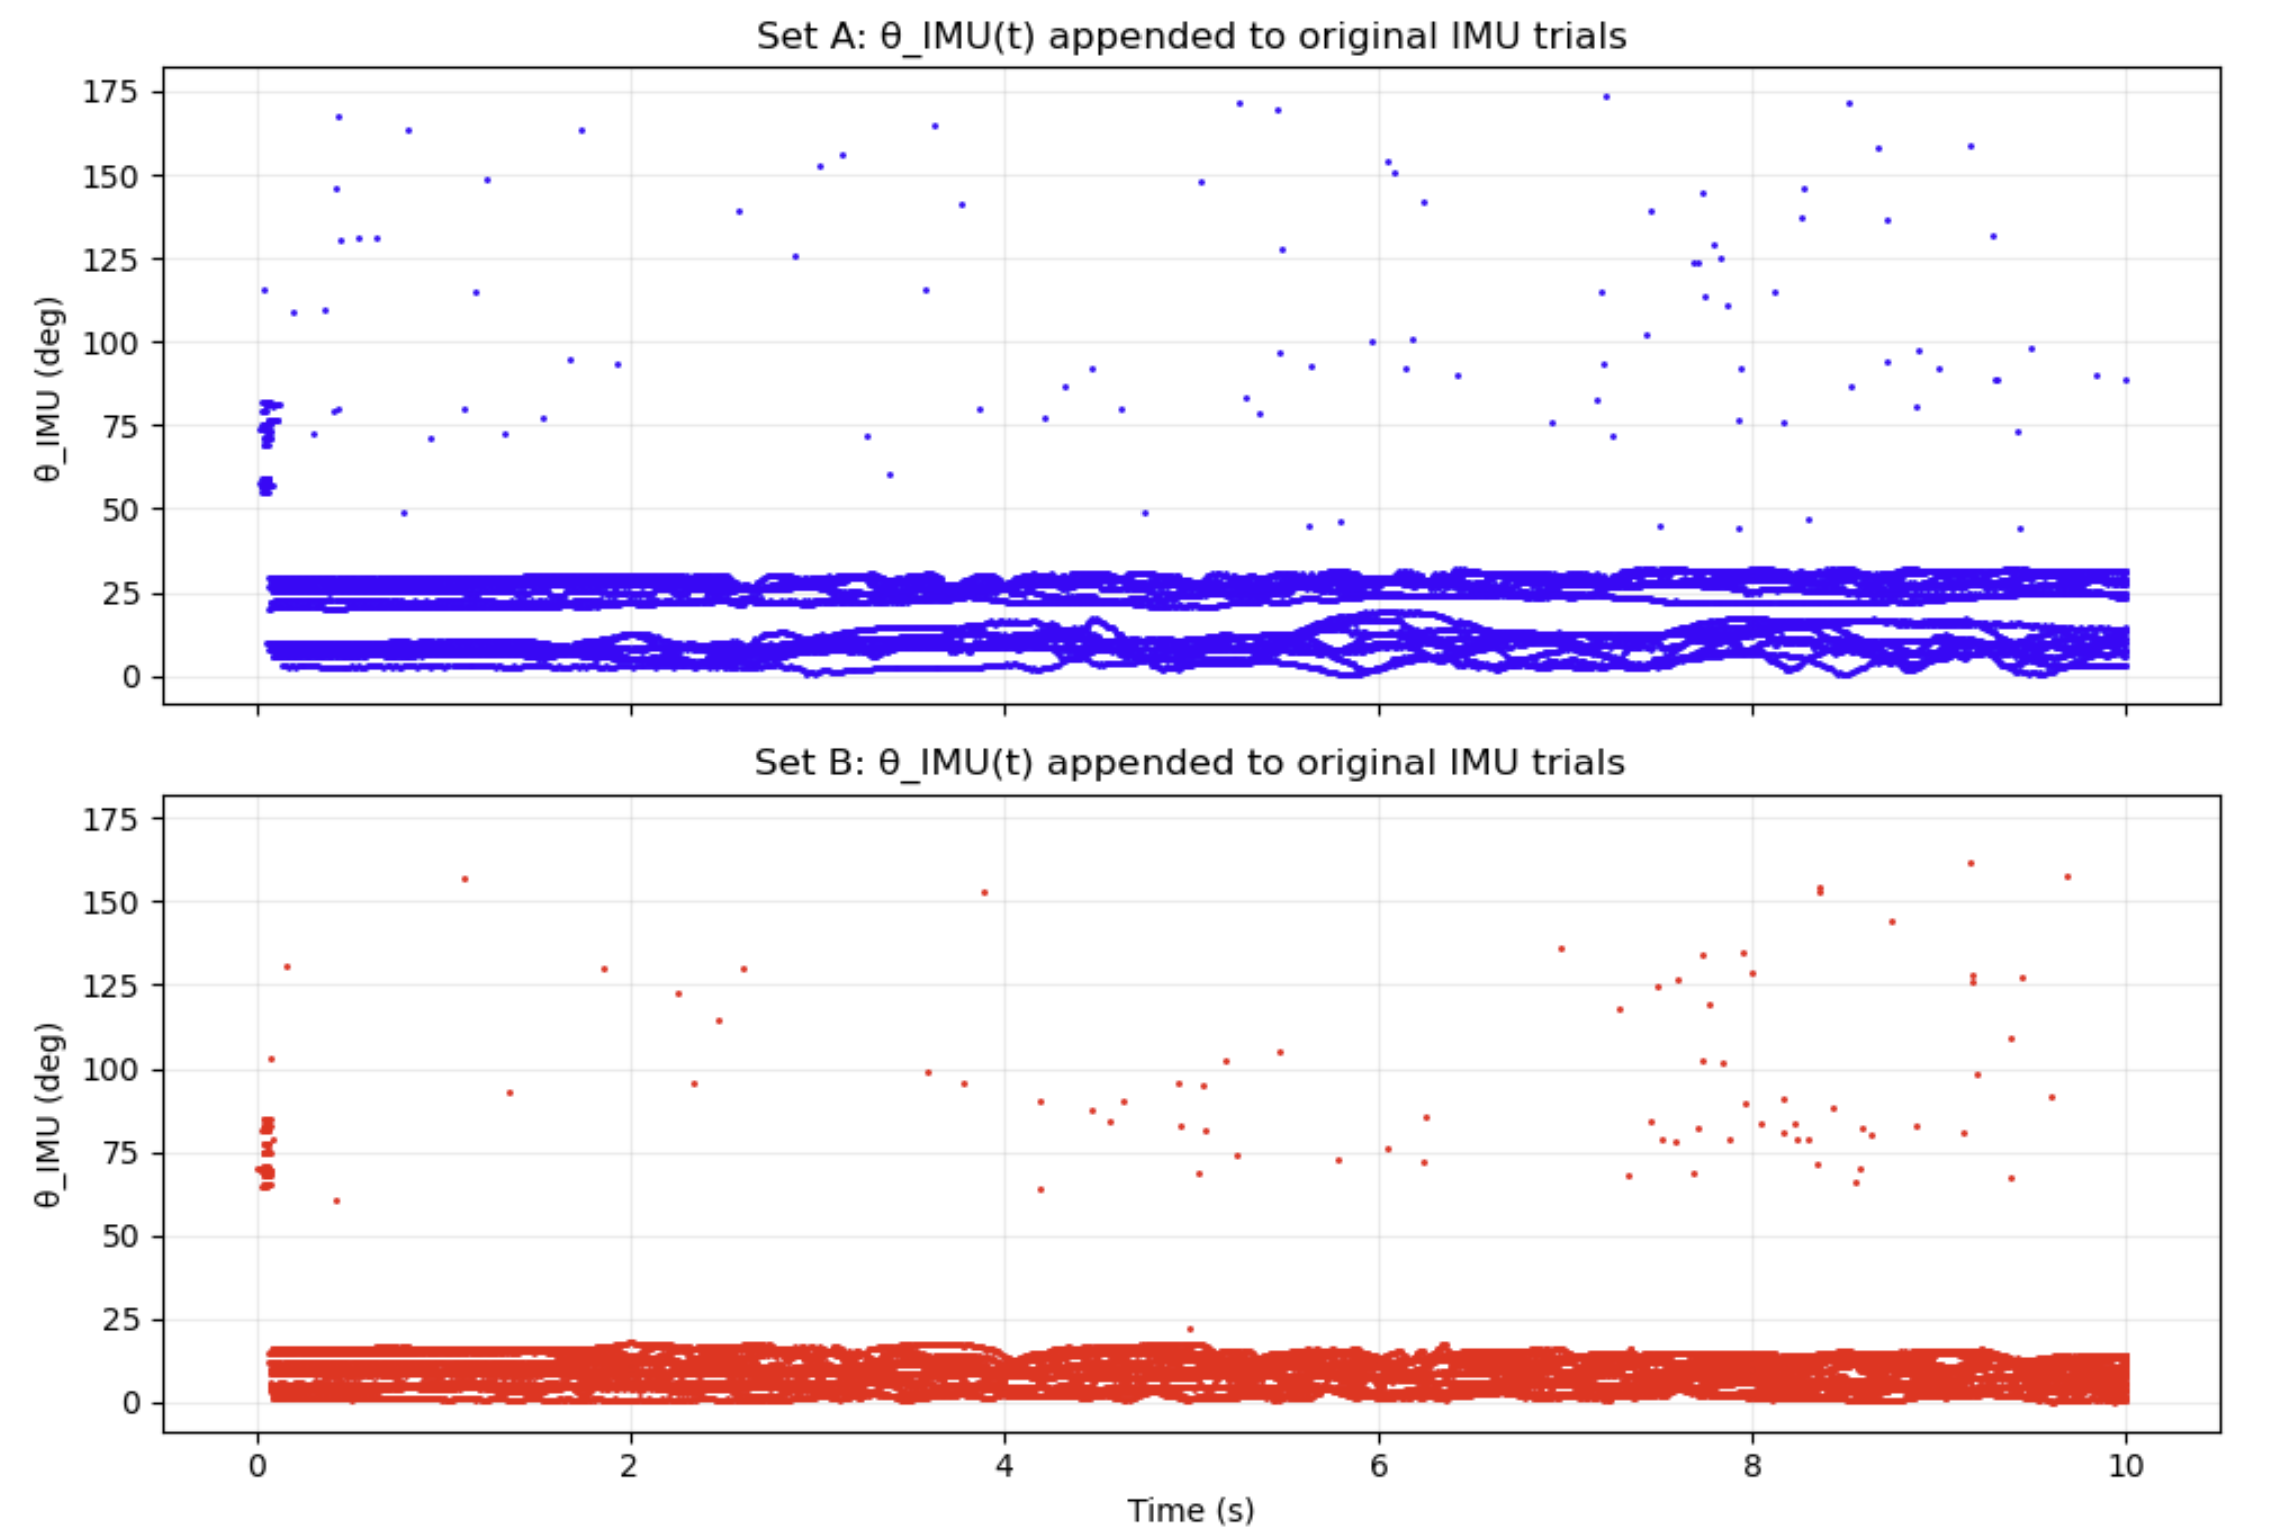 Set A: θ_IMU(t) appended to original IMU trials
175
150
125
100
75
50
25
0
θ_IMU (deg)
Set B: θ_IMU(t) appended to original IMU trials
175
150
125
100
75
50
25
0
θ_IMU (deg)
0 2 4 6 8 10
Time (s)